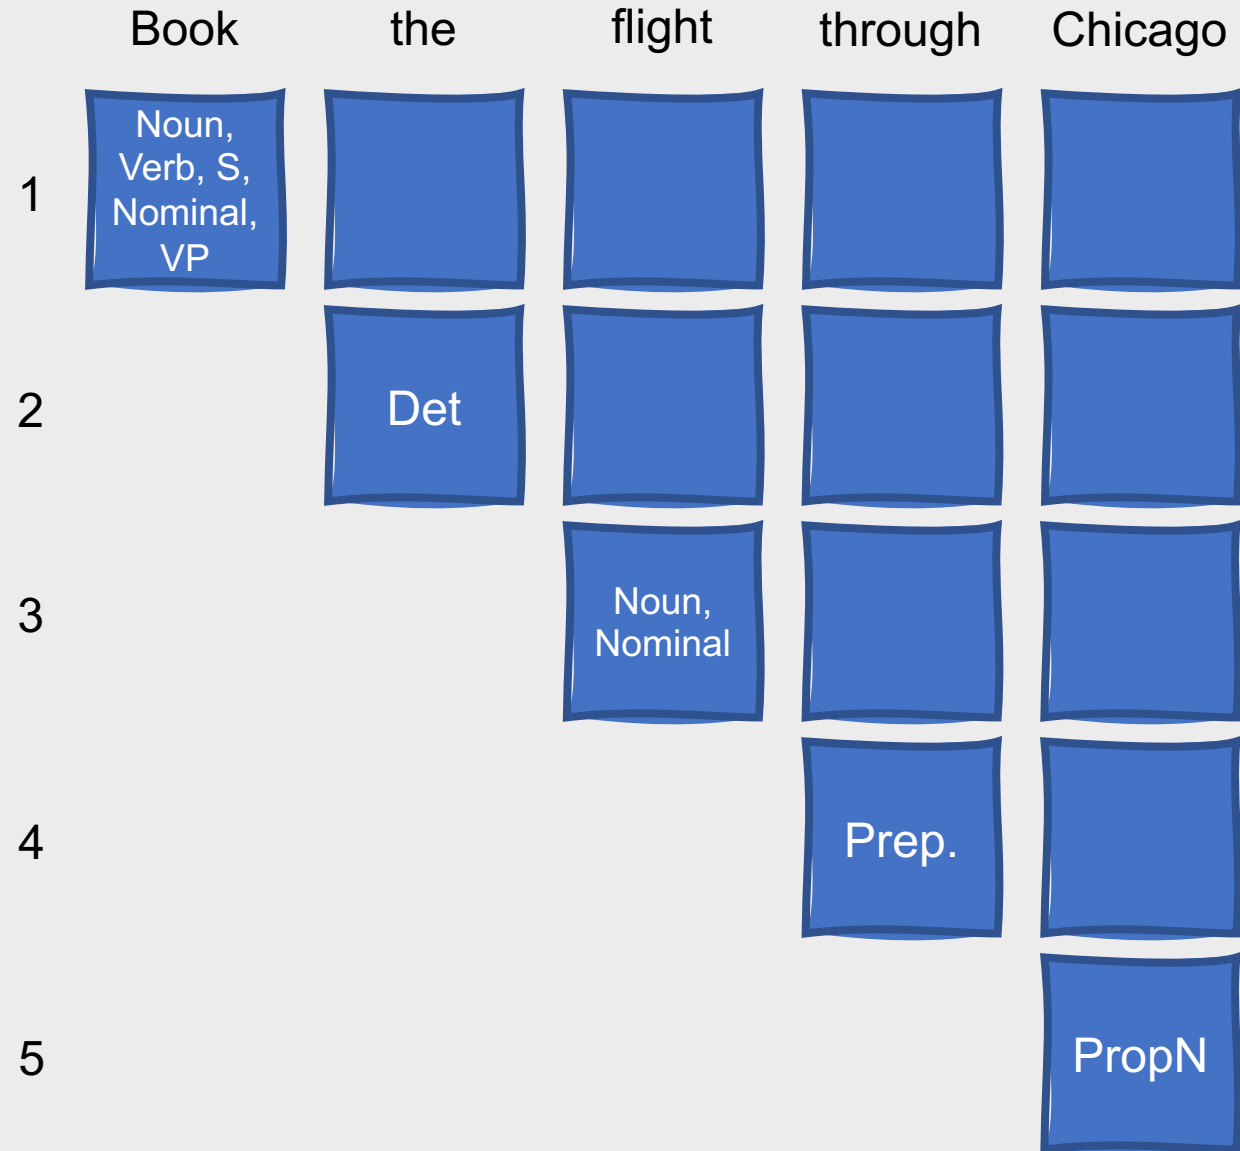 Book the flight through Chicago
1
Noun,
Verb, S,
Nominal,
VP
2
Det
3
Noun,
Nominal
4
Prep.
5
PropN